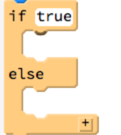 if true
else
+